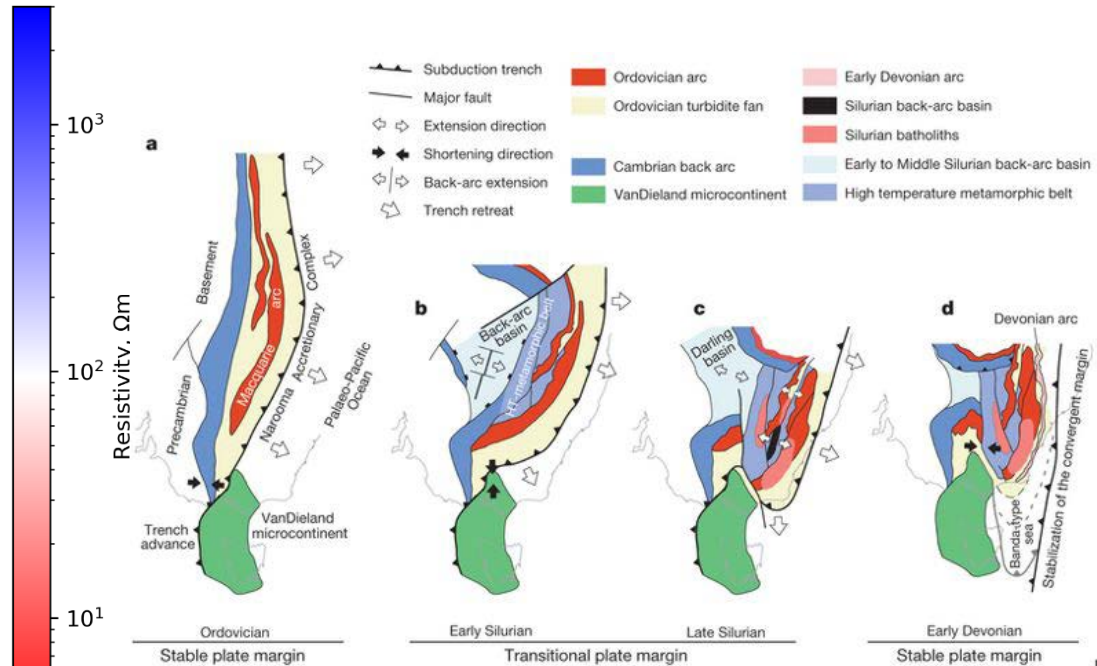 10³
10²
10¹
Resistivity, Ωm
Subduction trench
Major fault
Extension direction
Shortening direction
Back-arc extension
Trench retreat
Ordovician arc
Ordovician turbidite fan
Cambrian back arc
VanDieland microcontinent
Early Devonian arc
Silurian back-arc basin
Silurian batholiths
Early to Middle Silurian back-arc basin
High temperature metamorphic belt
a
Basement
Precambrian
Macquarie
arc
Complex
Accretionary
Narooma
Palaeo-Pacific
Ocean
Trench
advance
VanDieland
microcontinent
Ordovician
Stable plate margin
b
Back-arc
basin
HT-metamorphic belt
Early Silurian
Transitional plate margin
c
Darling
basin
Late Silurian
d
Devonian arc
Banda-type
sea
Stabilization of the convergent margin
Early Devonian
Stable plate margin